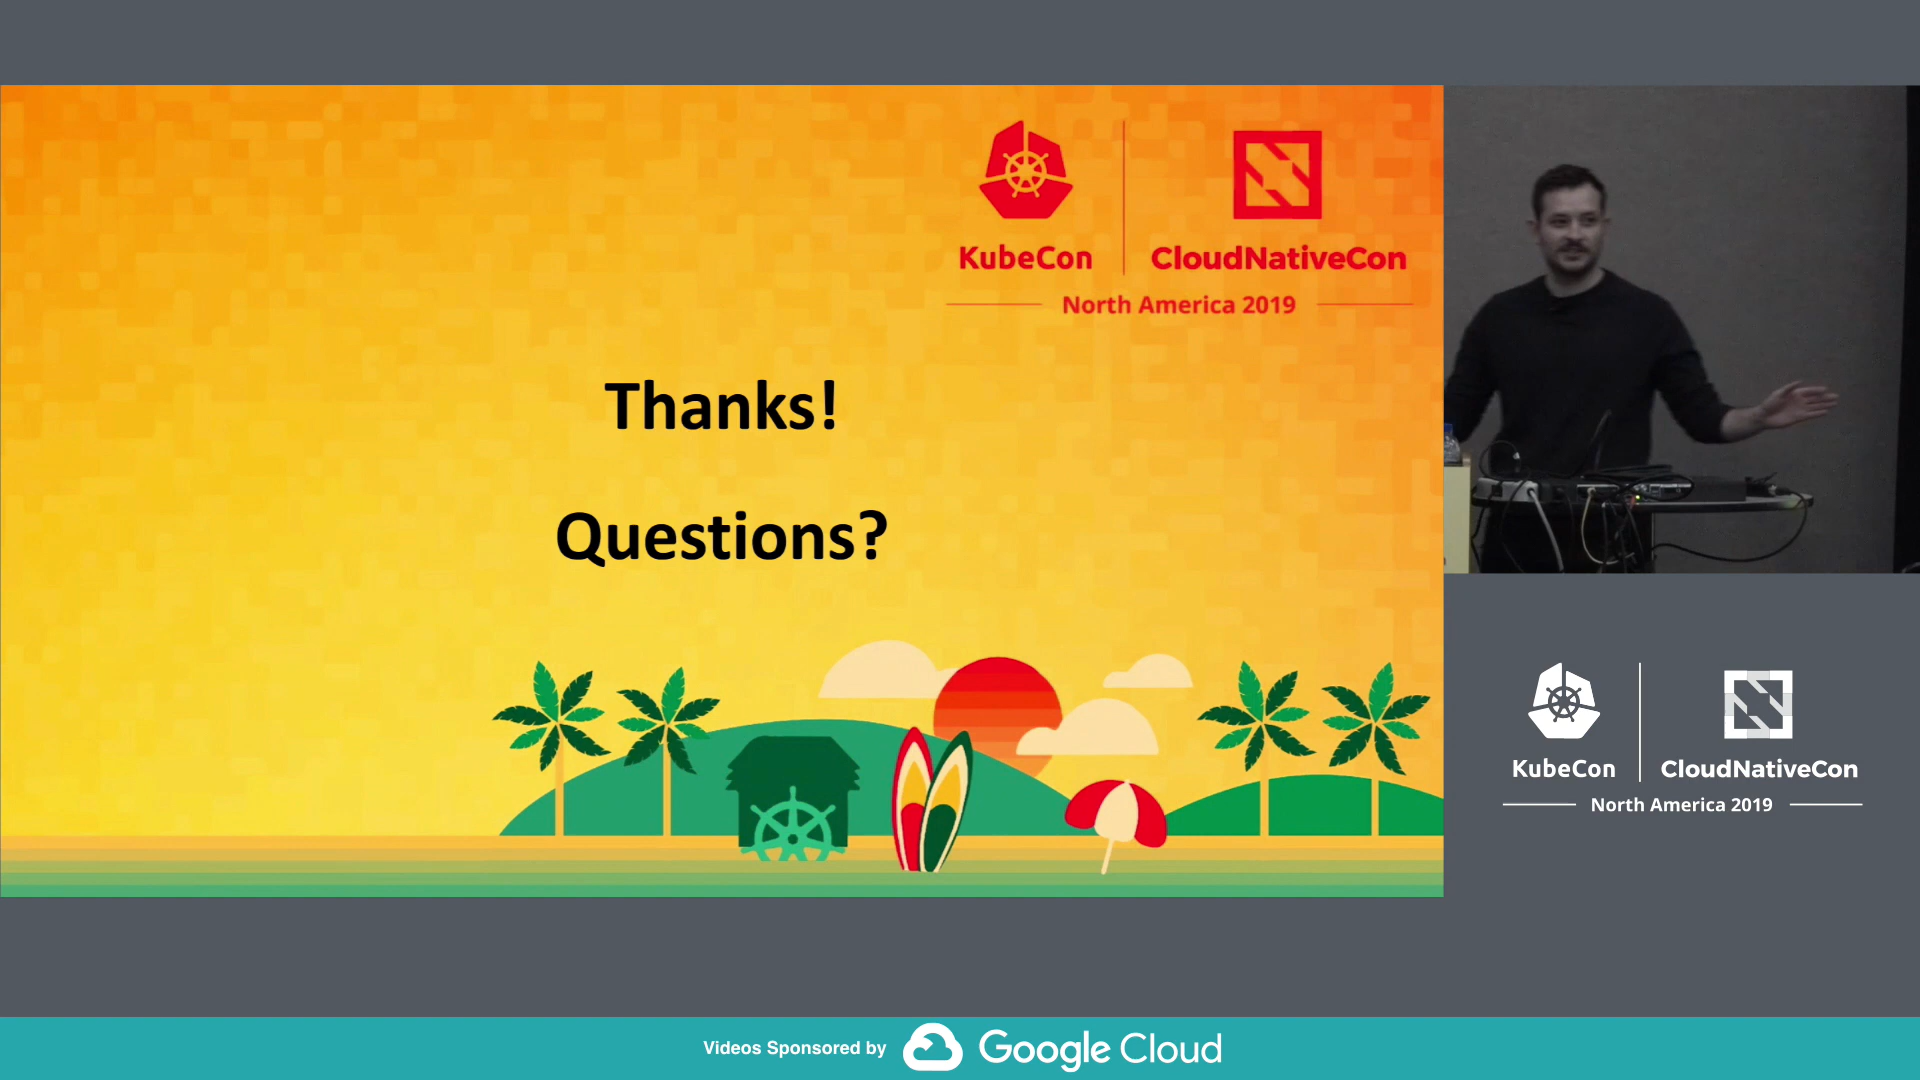 KubeCon
CloudNativeCon
North America 2019
Thanks!
Questions?
KubeCon
CloudNativeCon
North America 2019
Videos Sponsored by Google Cloud